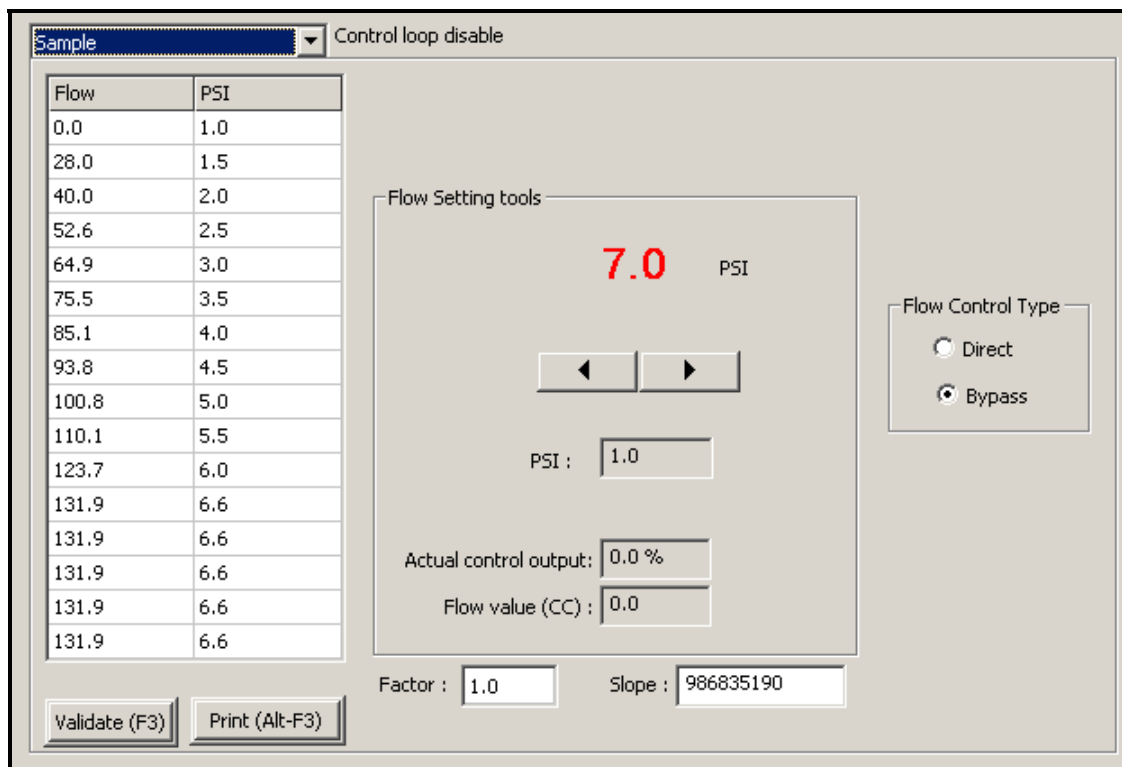 Sample Control loop disable
Flow PSI
0.0 1.0
28.0 1.5
40.0 2.0
52.6 2.5
64.9 3.0
75.5 3.5
85.1 4.0
93.8 4.5
100.8 5.0
110.1 5.5
123.7 6.0
131.9 6.6
131.9 6.6
131.9 6.6
131.9 6.6
131.9 6.6
Validate (F3) Print (Alt-F3)
Flow Setting tools
7.0 PSI
PSI : 1.0
Actual control output: 0.0 %
Flow value (CC) : 0.0
Factor : 1.0 Slope : 986835190
Flow Control Type
Direct
Bypass